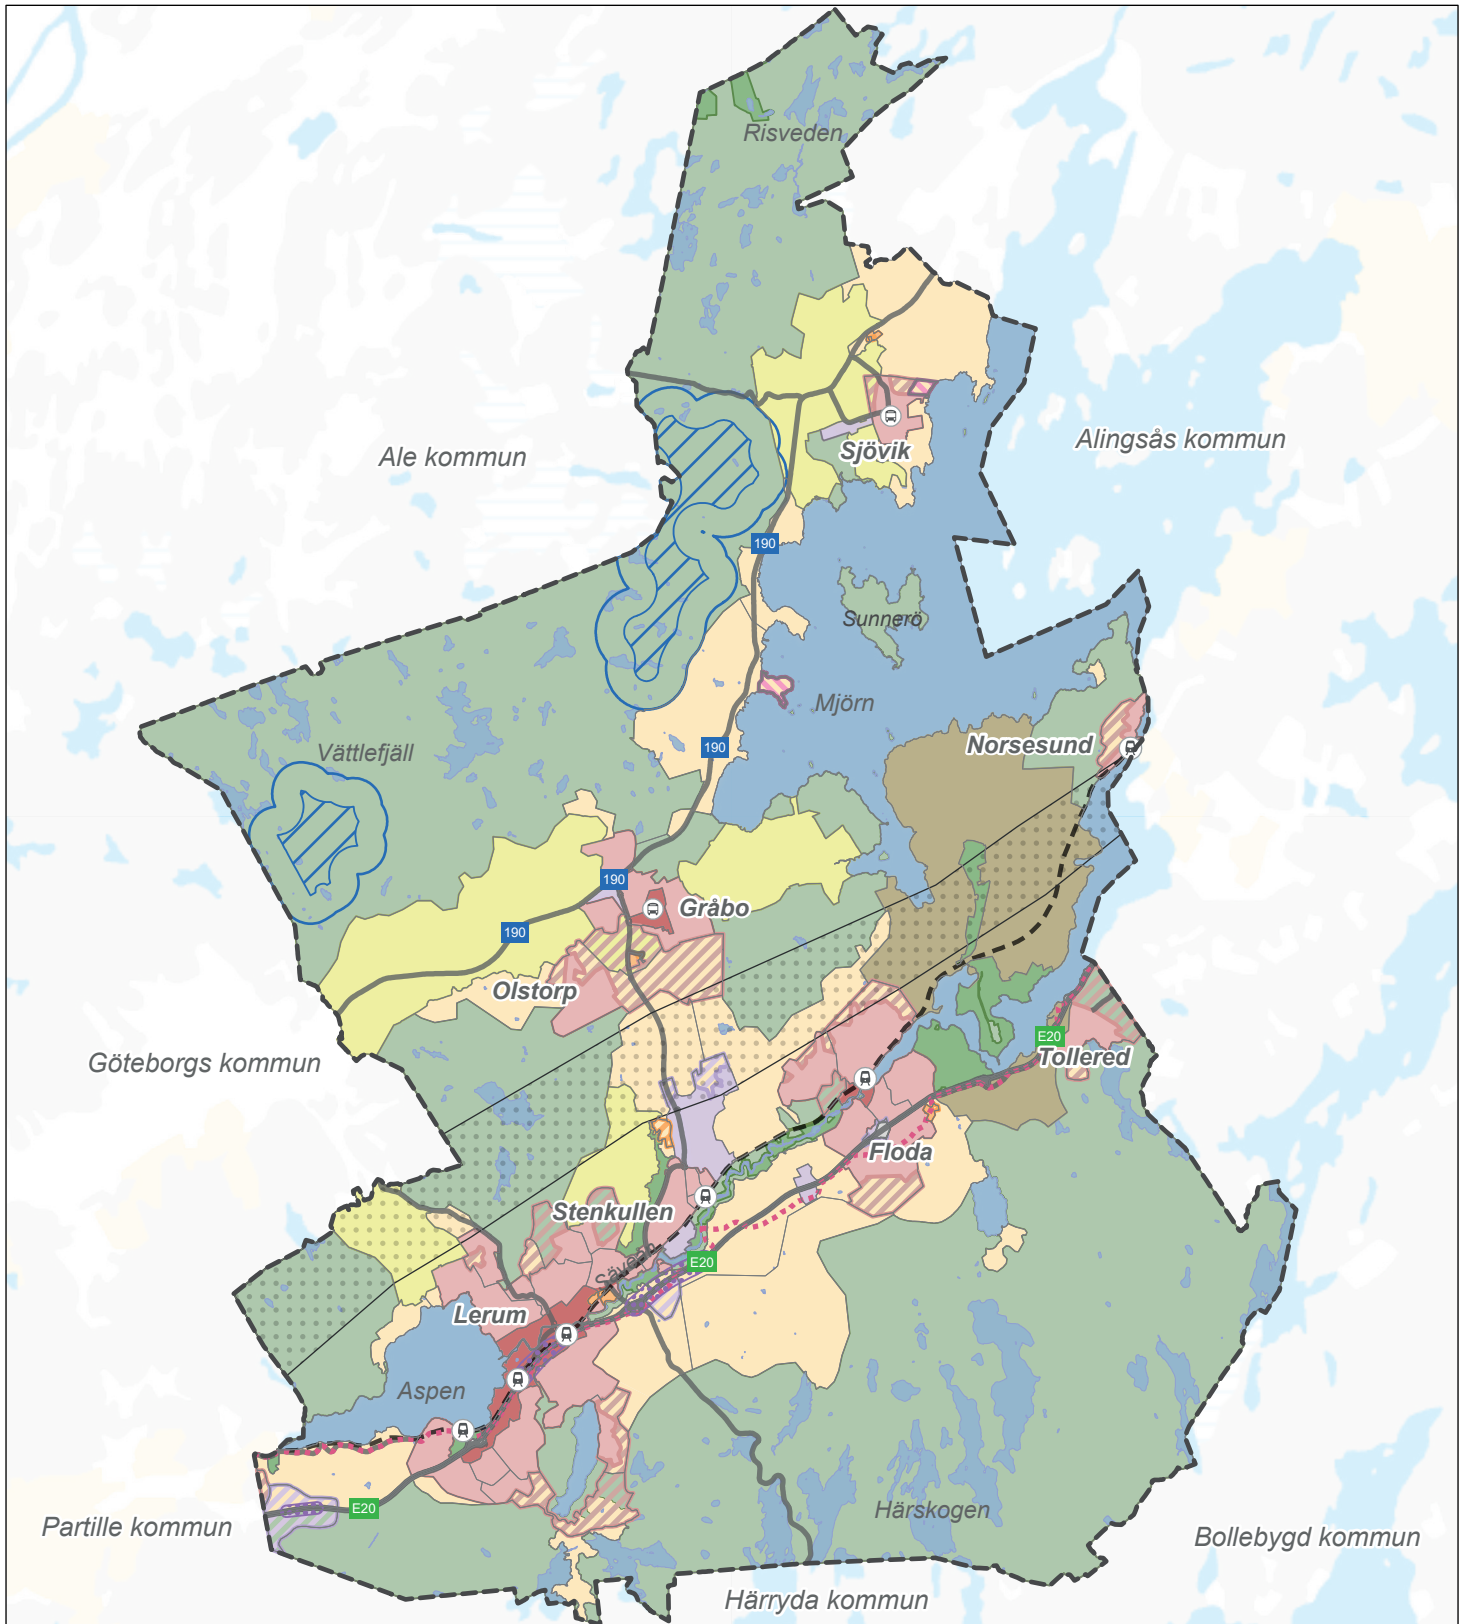 Risveden
Ale kommun
Alingsås kommun
Sjövik
190
Sunnerö
Mjörn
Norsesund
190
Vättlefjäll
190
Gråbo
190
Olstorp
E20
Tollered
Göteborgs kommun
Floda
Stenkullen
E20
Säveån
Lerum
Aspen
E20
Härskogen
Partille kommun
Bollebygd kommun
Härryda kommun